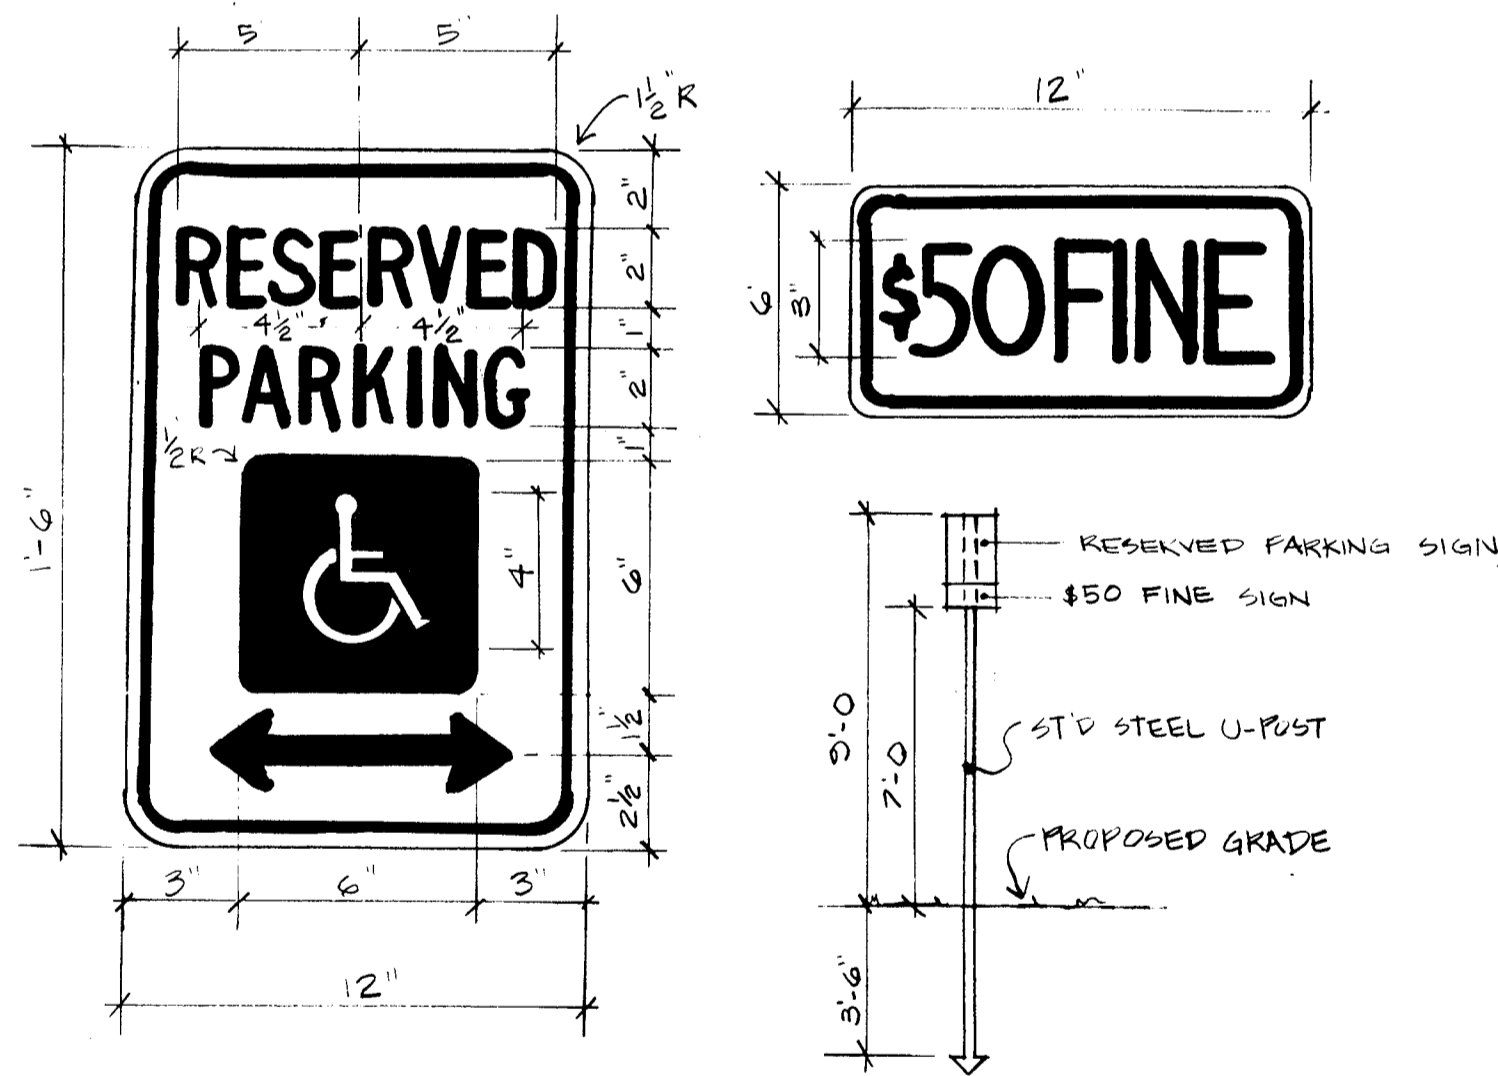 5 5"
1½" R
RESERVED
4½" 4½"
PARKING
½R
1'-6"
2"
2"
1"
2"
1"
6"
4"
1½"
2½"
3" 6" 3"
12"
12"
6"
3"
$50 FINE
RESERVED PARKING SIGN
$50 FINE SIGN
9'-0
7'-0
ST'D STEEL U-POST
PROPOSED GRADE
3'-6"